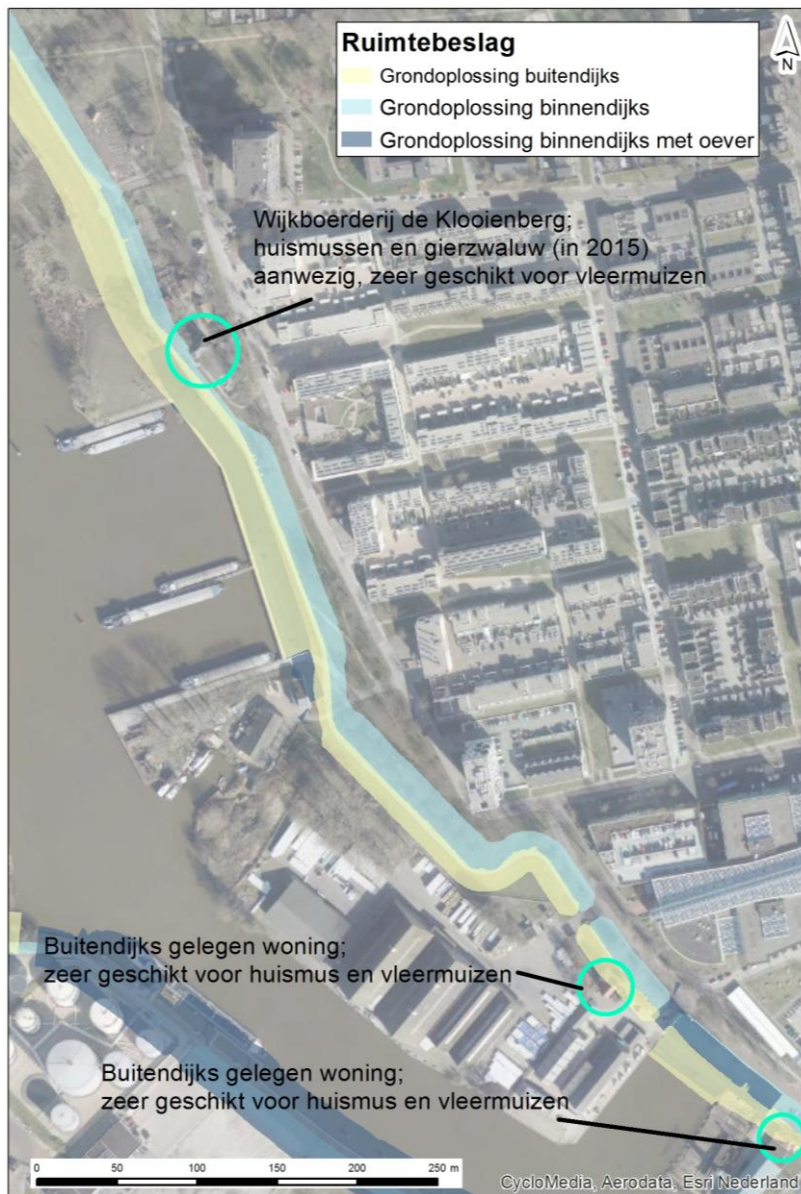 Ruimtebeslag
Grondoplossing buitendijks
Grondoplossing binnendijks
Grondoplossing binnendijks met oever
N
Wijkboerderij de Klooienberg;
huismussen en gierzwaluw (in 2015)
aanwezig, zeer geschikt voor vleermuizen
Buitendijks gelegen woning;
zeer geschikt voor huismus en vleermuizen
Buitendijks gelegen woning;
zeer geschikt voor huismus en vleermuizen
0 50 100 150 200 250 m
CycloMedia, Aerodata, Esri Nederland